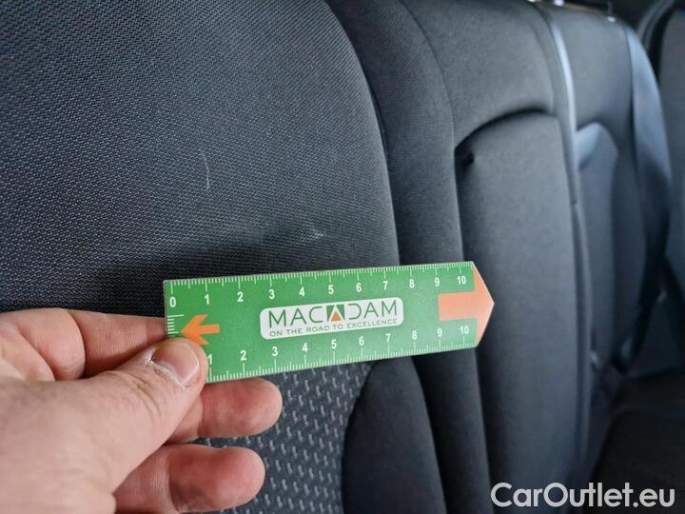 0 1 2 3 4 5 6 7 8 9 10
MACADAM
ON THE ROAD TO EXCELLENCE
1 2 3 4 5 6 7 8 9 10
CarOutlet.eu